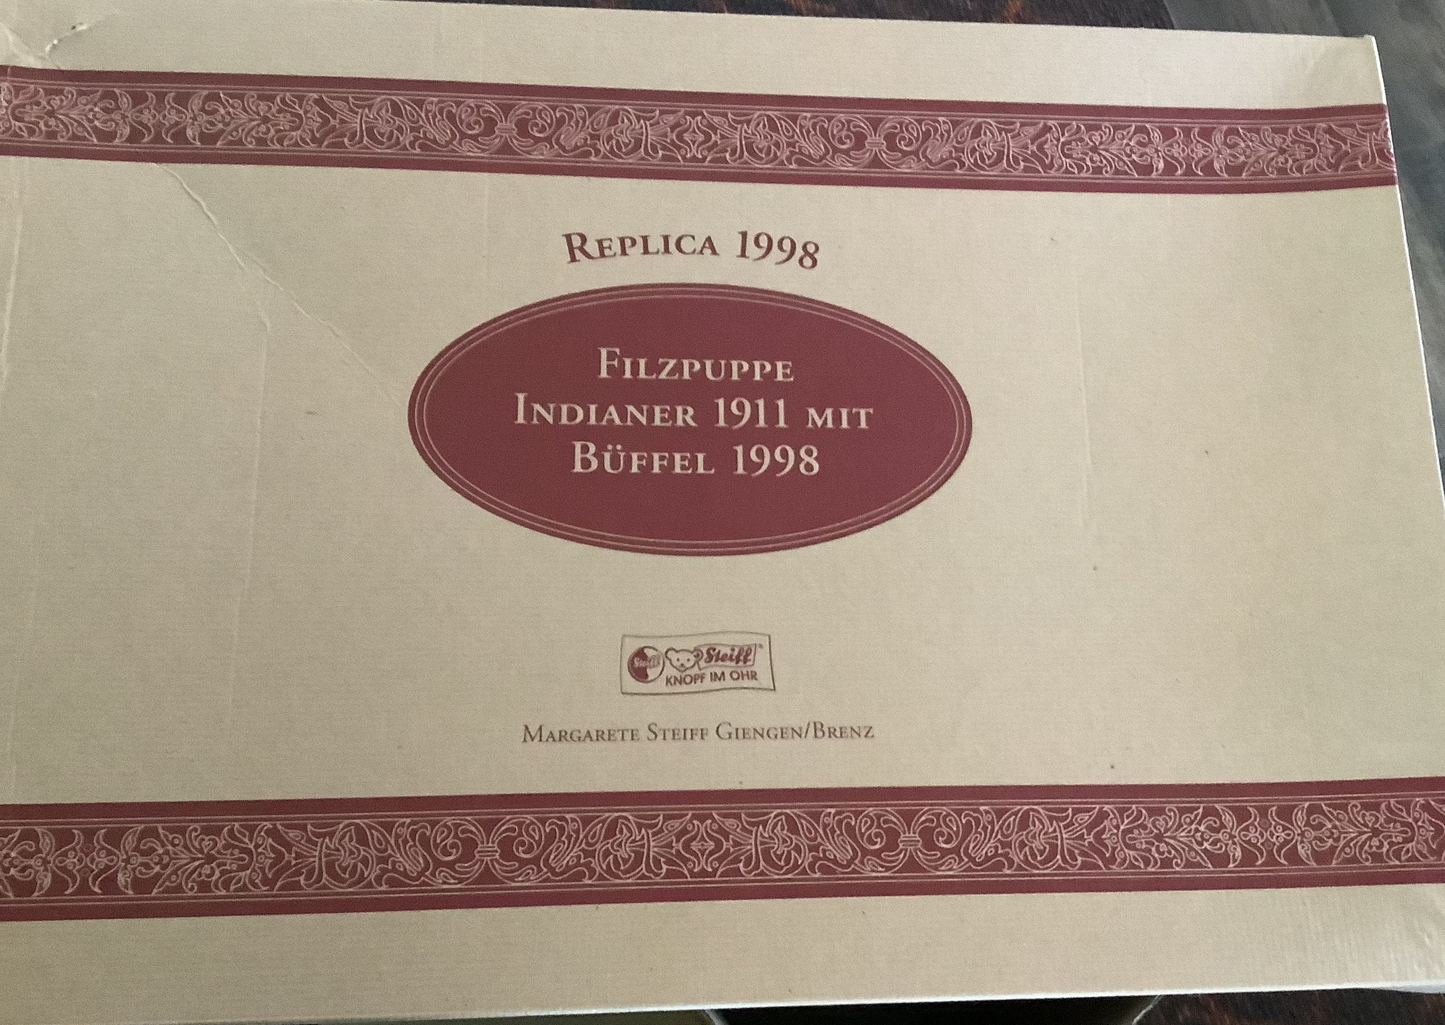 Replica 1998
Filzpuppe
Indianer 1911 mit
Büffel 1998
Steiff
Steiff
KNOPF IM OHR
Margarete Steiff Giengen/Brenz